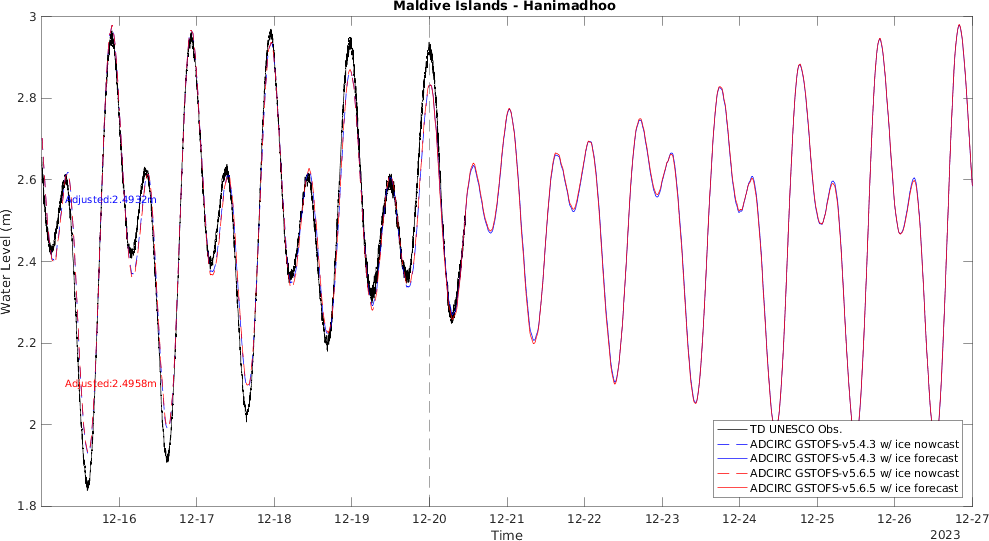 Maldive Islands - Hanimadhoo
3
2.8
2.6
2.4
2.2
2
1.8
Water Level (m)
Adjusted:2.4932m
Adjusted:2.4958m
TD UNESCO Obs.
ADCIRC GSTOFS-v5.4.3 w/ ice nowcast
ADCIRC GSTOFS-v5.4.3 w/ ice forecast
ADCIRC GSTOFS-v5.6.5 w/ ice nowcast
ADCIRC GSTOFS-v5.6.5 w/ ice forecast
12-16 12-17 12-18 12-19 12-20 12-21 12-22 12-23 12-24 12-25 12-26 12-27
Time
2023